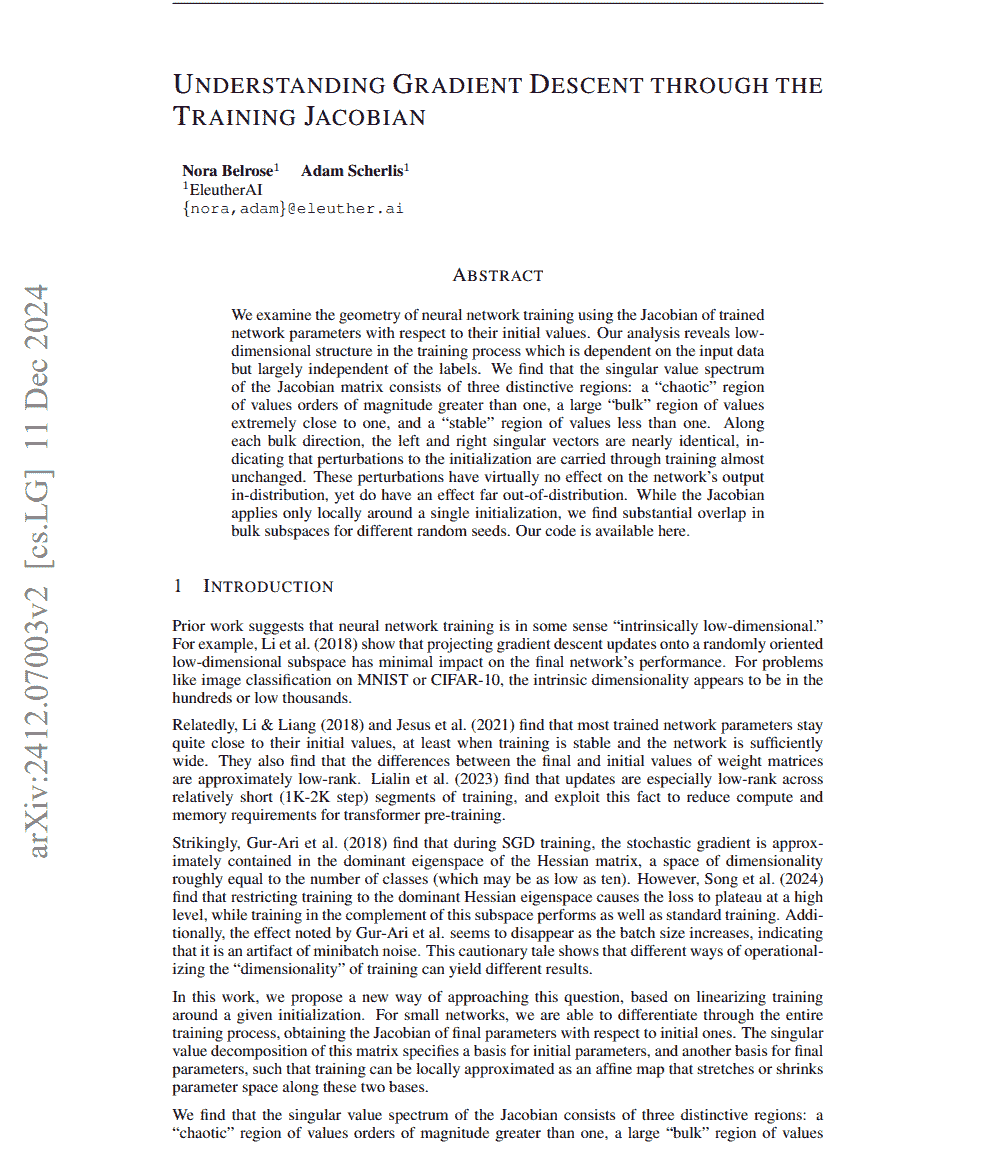 UNDERSTANDING GRADIENT DESCENT THROUGH THE
TRAINING JACOBIAN
Nora Belrose¹ Adam Scherlis¹
¹EleutherAI
{nora,adam}@eleuther.ai
ABSTRACT
We examine the geometry of neural network training using the Jacobian of trained
network parameters with respect to their initial values. Our analysis reveals low-
dimensional structure in the training process which is dependent on the input data
but largely independent of the labels. We find that the singular value spectrum
of the Jacobian matrix consists of three distinctive regions: a “chaotic” region
of values orders of magnitude greater than one, a large “bulk” region of values
extremely close to one, and a “stable” region of values less than one. Along
each bulk direction, the left and right singular vectors are nearly identical, in-
dicating that perturbations to the initialization are carried through training almost
unchanged. These perturbations have virtually no effect on the network’s output
in-distribution, yet do have an effect far out-of-distribution. While the Jacobian
applies only locally around a single initialization, we find substantial overlap in
bulk subspaces for different random seeds. Our code is available here.
1 INTRODUCTION
Prior work suggests that neural network training is in some sense “intrinsically low-dimensional.”
For example, Li et al. (2018) show that projecting gradient descent updates onto a randomly oriented
low-dimensional subspace has minimal impact on the final network’s performance. For problems
like image classification on MNIST or CIFAR-10, the intrinsic dimensionality appears to be in the
hundreds or low thousands.
Relatedly, Li & Liang (2018) and Jesus et al. (2021) find that most trained network parameters stay
quite close to their initial values, at least when training is stable and the network is sufficiently
wide. They also find that the differences between the final and initial values of weight matrices
are approximately low-rank. Lialin et al. (2023) find that updates are especially low-rank across
relatively short (1K-2K step) segments of training, and exploit this fact to reduce compute and
memory requirements for transformer pre-training.
Strikingly, Gur-Ari et al. (2018) find that during SGD training, the stochastic gradient is approx-
imately contained in the dominant eigenspace of the Hessian matrix, a space of dimensionality
roughly equal to the number of classes (which may be as low as ten). However, Song et al. (2024)
find that restricting training to the dominant Hessian eigenspace causes the loss to plateau at a high
level, while training in the complement of this subspace performs as well as standard training. Addi-
tionally, the effect noted by Gur-Ari et al. seems to disappear as the batch size increases, indicating
that it is an artifact of minibatch noise. This cautionary tale shows that different ways of operational-
izing the “dimensionality” of training can yield different results.
In this work, we propose a new way of approaching this question, based on linearizing training
around a given initialization. For small networks, we are able to differentiate through the entire
training process, obtaining the Jacobian of final parameters with respect to initial ones. The singular
value decomposition of this matrix specifies a basis for initial parameters, and another basis for final
parameters, such that training can be locally approximated as an affine map that stretches or shrinks
parameter space along these two bases.
We find that the singular value spectrum of the Jacobian consists of three distinctive regions: a
“chaotic” region of values orders of magnitude greater than one, a large “bulk” region of values
arXiv:2412.07003v2 [cs.LG] 11 Dec 2024